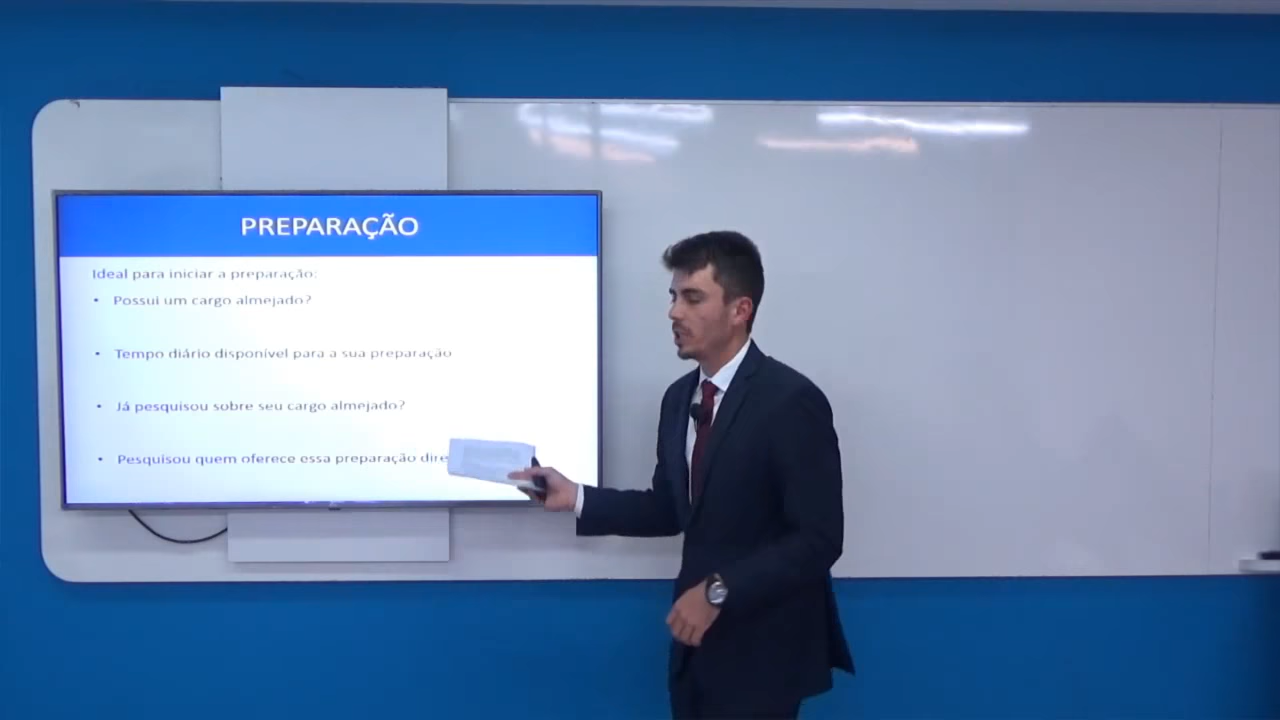 PREPARAÇÃO
Ideal para iniciar a preparação:
• Possui um cargo almejado?
• Tempo diário disponível para a sua preparação
• Já pesquisou sobre seu cargo almejado?
• Pesquisou quem oferece essa preparação dire